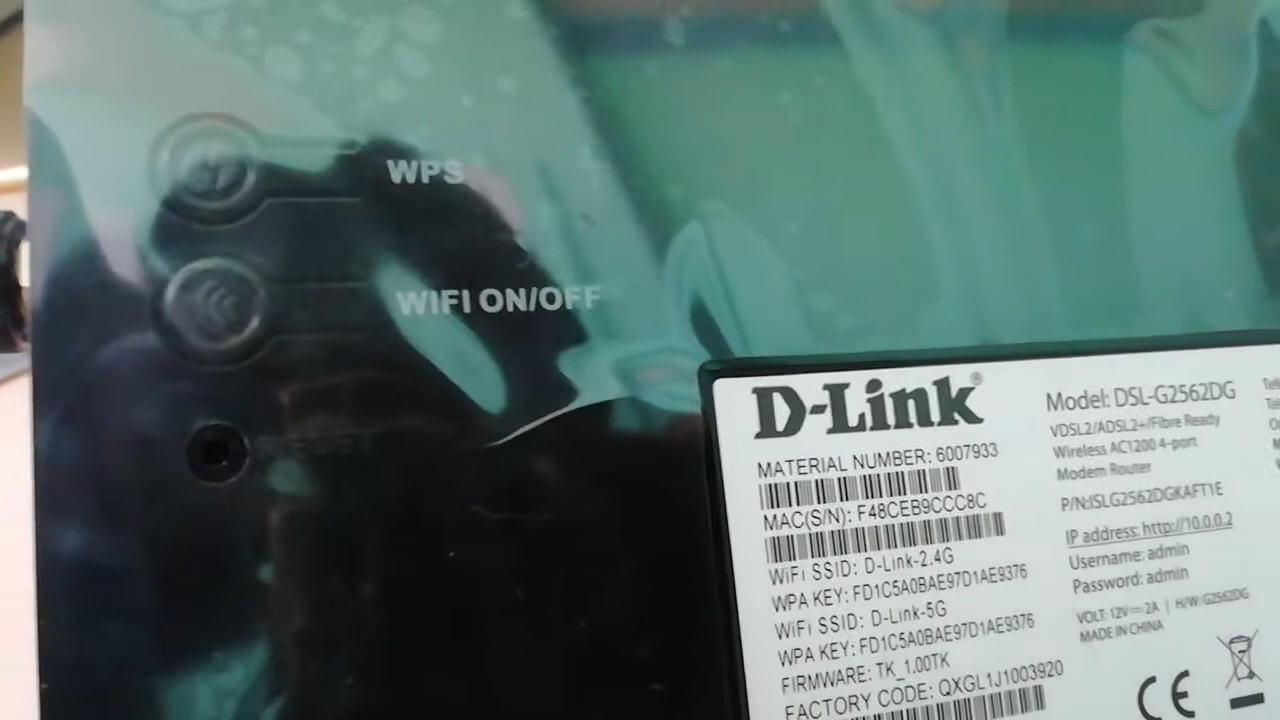 WPS
WIFI ON/OFF
D-Link®
MATERIAL NUMBER: 6007933
MAC(S/N): F48CEB9CCC8C
WiFi SSID: D-Link-2.4G
WPA KEY: FD1C5A0BAE97D1AE9376
WiFi SSID: D-Link-5G
WPA KEY: FD1C5A0BAE97D1AE9376
FIRMWARE: TK_1.00TK
FACTORY CODE: QXGL1J1003920
Model: DSL-G2562DG
VDSL2/ADSL2+/Fibre Ready
Wireless AC1200 4-port
Modem Router
P/N:ISLG2562DGKAFT1E
IP address: http://10.0.0.2
Username: admin
Password: admin
VOLT: 12V⎓2A | H/W: G2562DG
MADE IN CHINA
CE